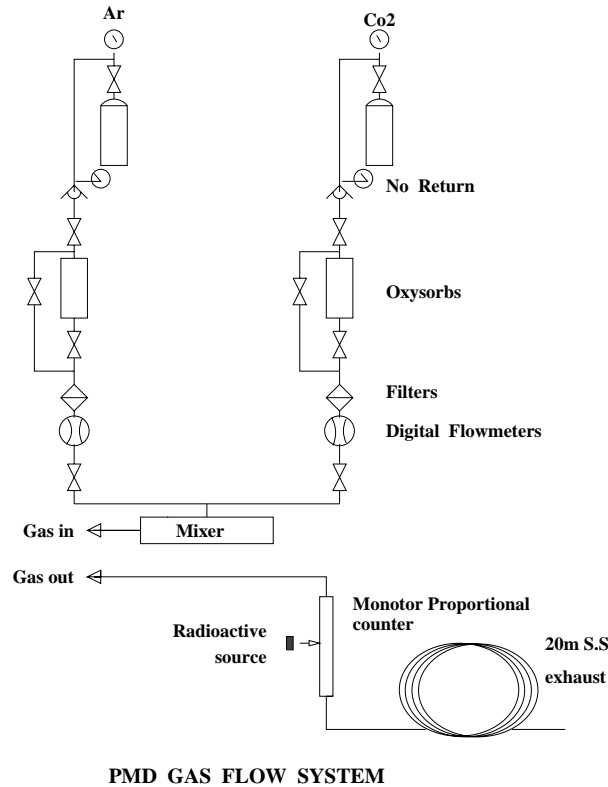 Ar
Co2
No Return
Oxysorbs
Filters
Digital Flowmeters
Gas in
Mixer
Gas out
Monotor Proportional
counter
Radioactive
source
20m S.S
exhaust
PMD GAS FLOW SYSTEM